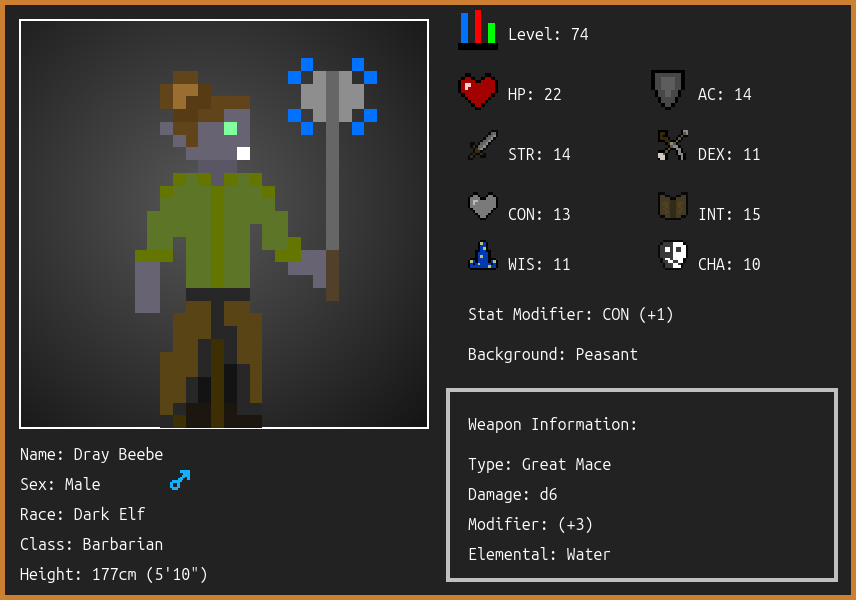 Level: 74
HP: 22
AC: 14
STR: 14
DEX: 11
CON: 13
INT: 15
WIS: 11
CHA: 10
Stat Modifier: CON (+1)
Background: Peasant
Weapon Information:
Type: Great Mace
Damage: d6
Modifier: (+3)
Elemental: Water
Name: Dray Beebe
Sex: Male
Race: Dark Elf
Class: Barbarian
Height: 177cm (5'10")